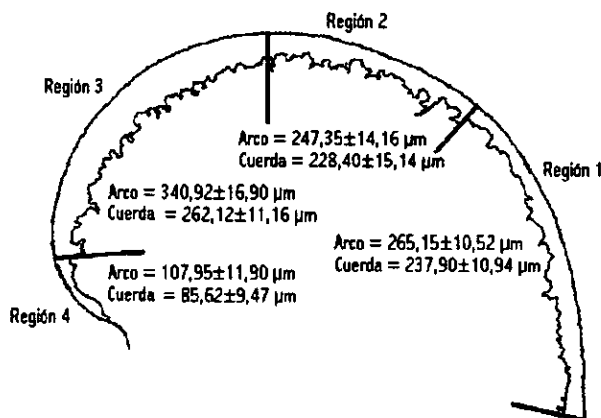 Región 2
Región 3
Región 1
Arco = 247,35±14,16 µm
Cuerda = 228,40±15,14 µm
Arco = 340,92±16,90 µm
Cuerda = 262,12±11,16 µm
Arco = 265,15±10,52 µm
Cuerda = 237,90±10,94 µm
Arco = 107,95±11,90 µm
Cuerda = 85,62±9,47 µm
Región 4